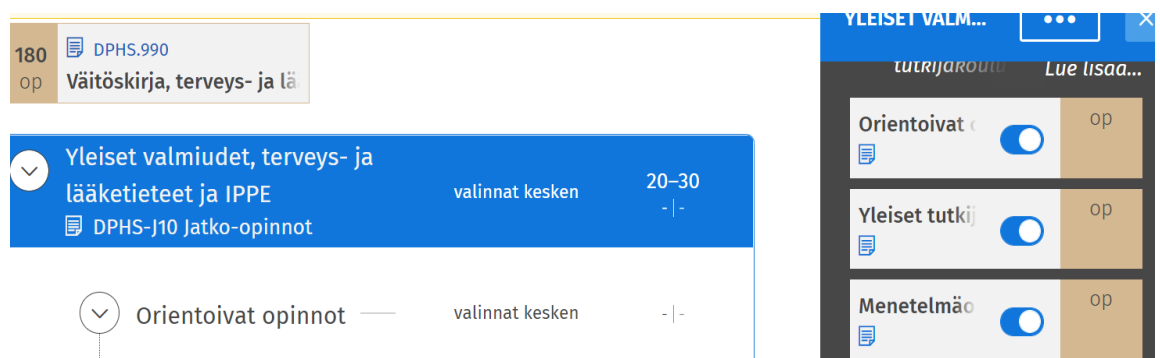 180
op
DPHS.990
Väitöskirja, terveys- ja lä
Yleiset valmiudet, terveys- ja
lääketieteet ja IPPE
DPHS-J10 Jatko-opinnot
valinnat kesken
20–30
- | -
Orientoivat opinnot
valinnat kesken
- | -
YLEISET VALM...
tutkijakoulu
Lue lisää...
Orientoivat
op
Yleiset tutkij
op
Menetelmäo
op